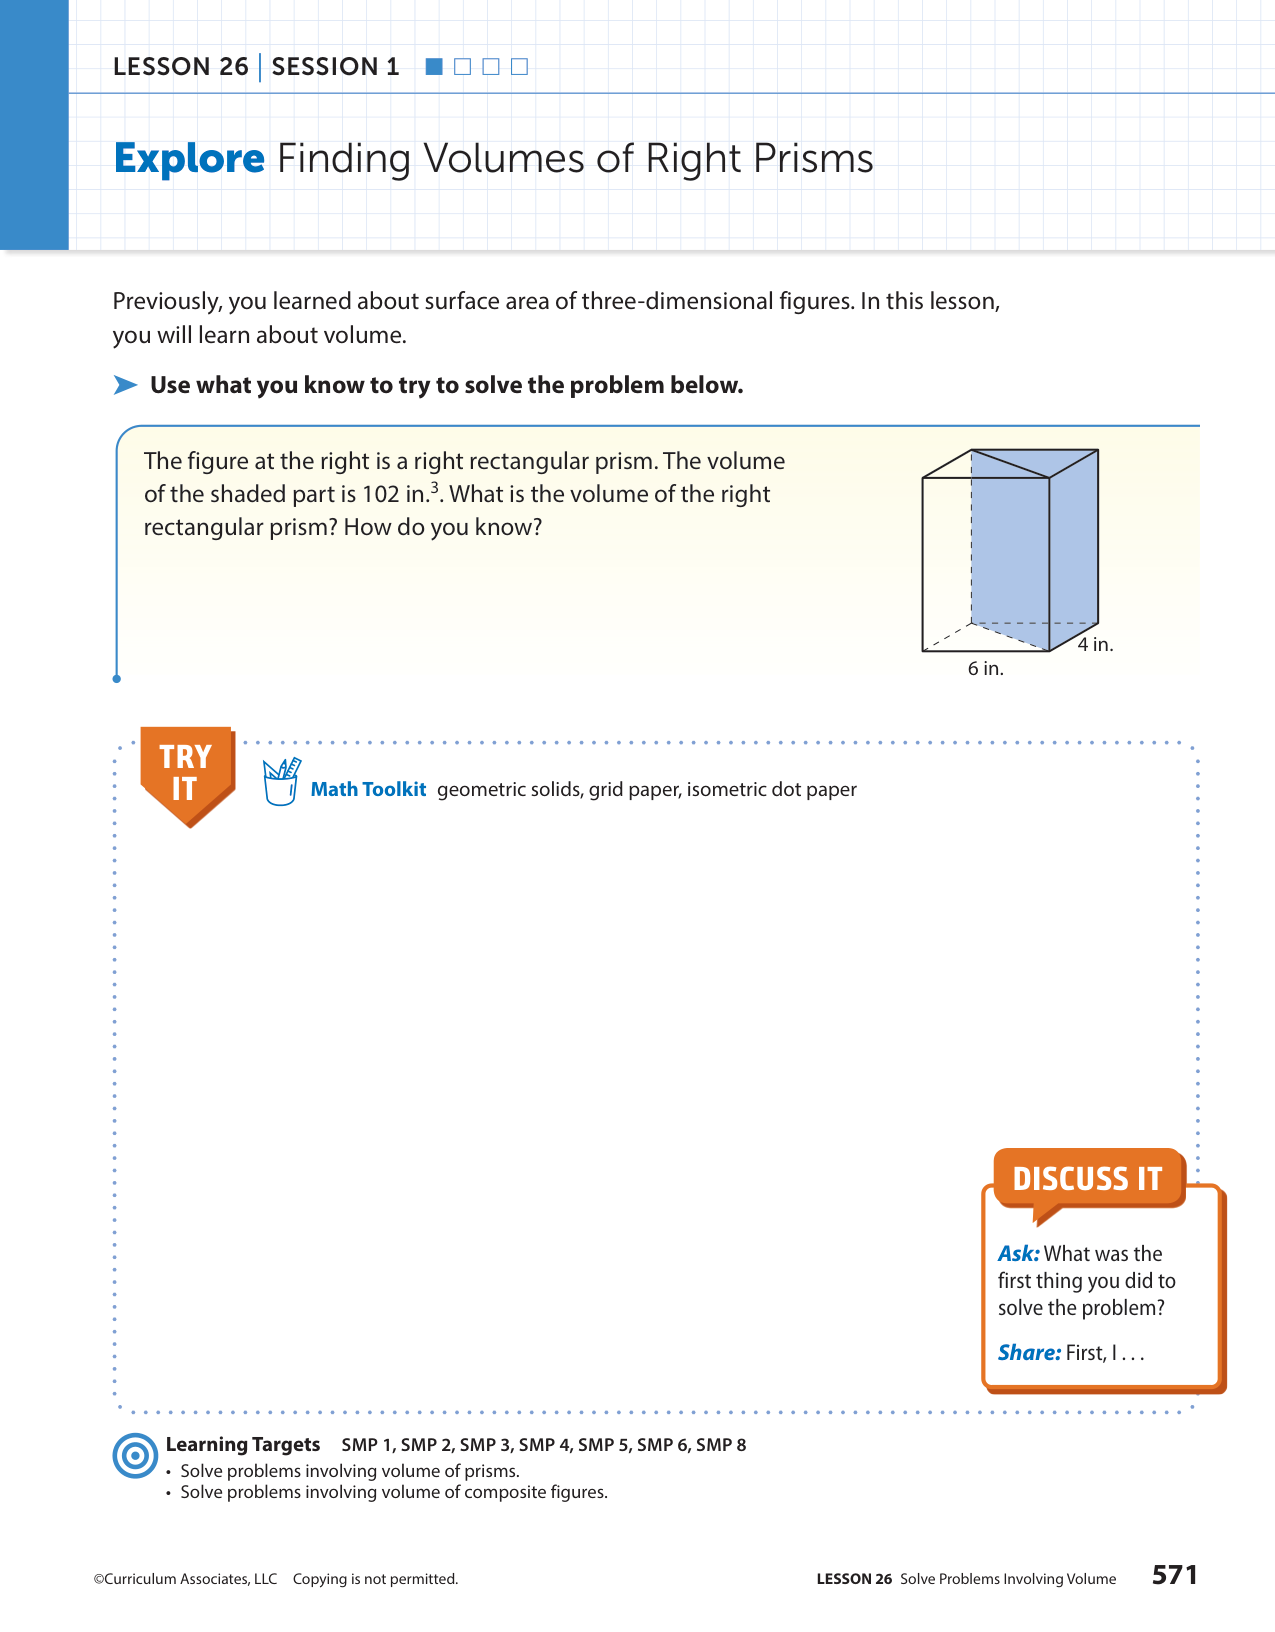 LESSON 26 | SESSION 1
Explore Finding Volumes of Right Prisms
Previously, you learned about surface area of three-dimensional figures. In this lesson,
you will learn about volume.
Use what you know to try to solve the problem below.
The figure at the right is a right rectangular prism. The volume
of the shaded part is 102 in.³. What is the volume of the right
rectangular prism? How do you know?
4 in.
6 in.
TRY
IT
Math Toolkit geometric solids, grid paper, isometric dot paper
DISCUSS IT
Ask: What was the
first thing you did to
solve the problem?
Share: First, I . . .
Learning Targets SMP 1, SMP 2, SMP 3, SMP 4, SMP 5, SMP 6, SMP 8
• Solve problems involving volume of prisms.
• Solve problems involving volume of composite figures.
©Curriculum Associates, LLC Copying is not permitted.
LESSON 26 Solve Problems Involving Volume 571